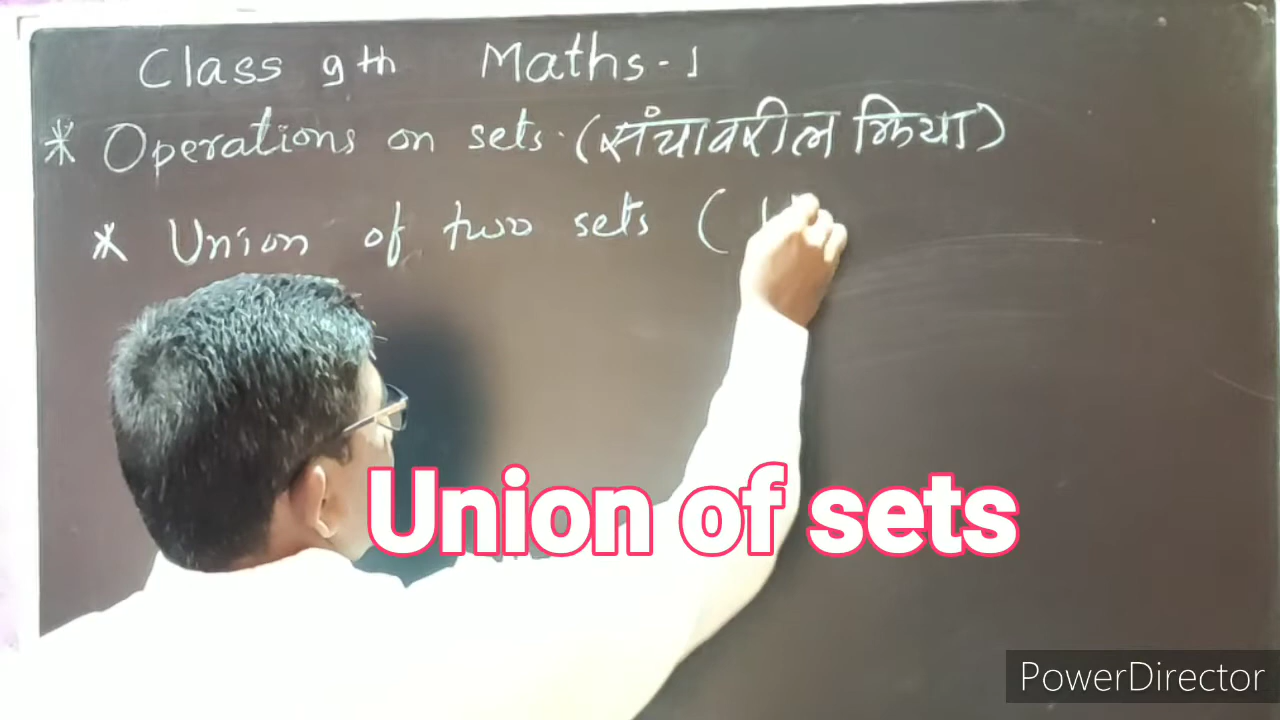 Class 9th Maths-1
* Operations on sets. (संचावरील क्रिया)
* Union of two sets (
Union of sets
PowerDirector